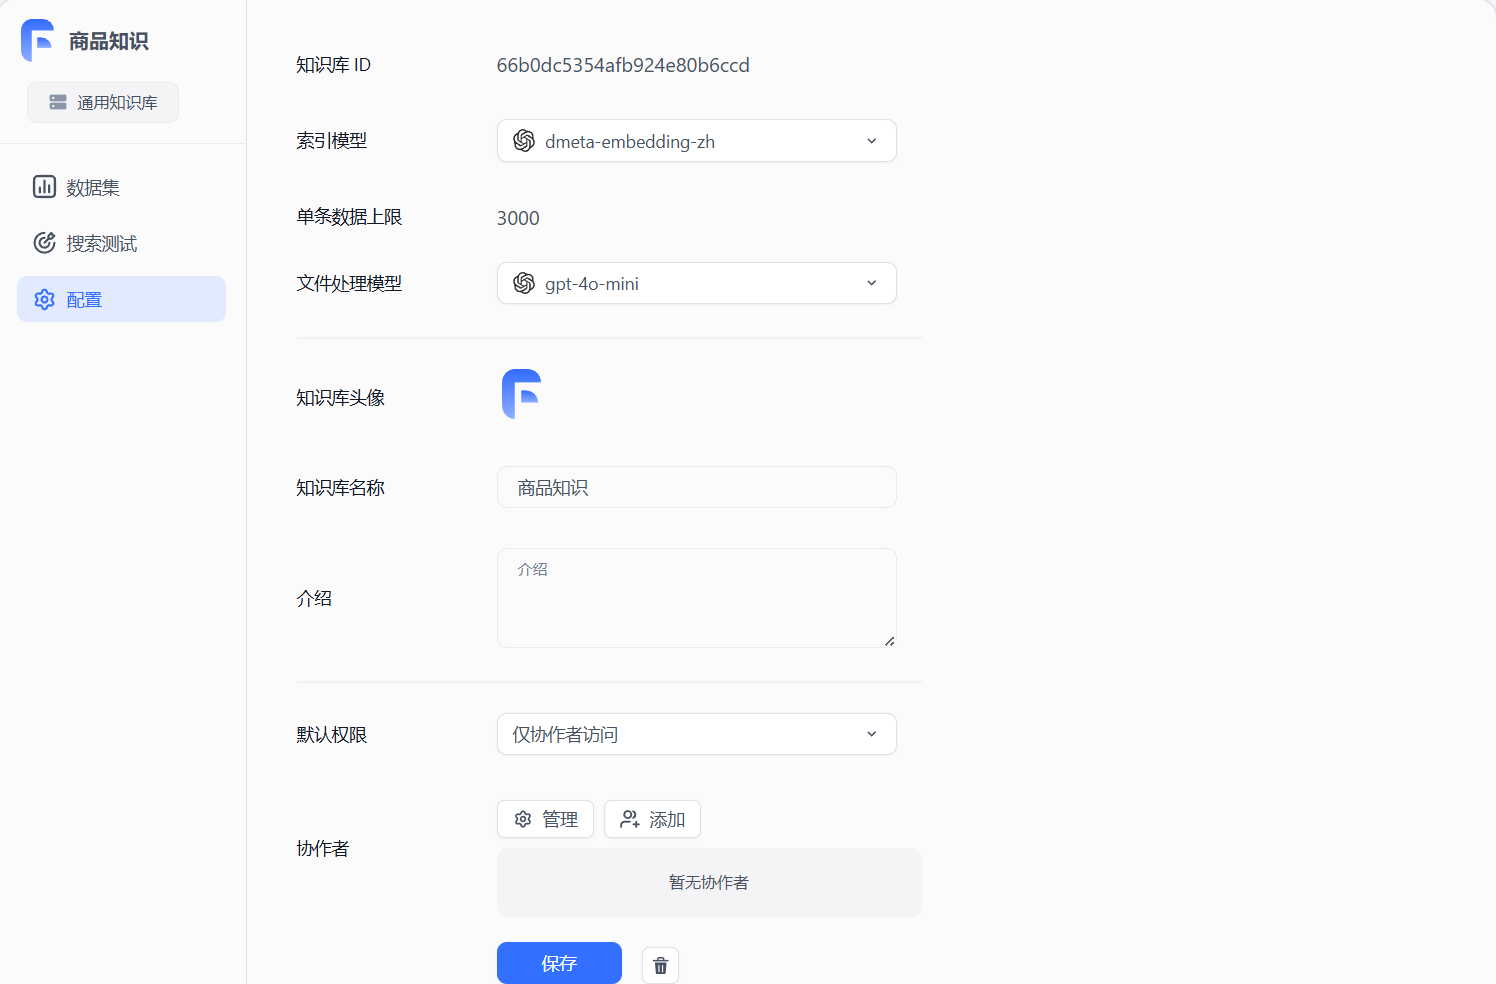 商品知识
通用知识库
数据集
搜索测试
配置
知识库 ID
66b0dc5354afb924e80b6ccd
索引模型
dmeta-embedding-zh
单条数据上限
3000
文件处理模型
gpt-4o-mini
知识库头像
知识库名称
商品知识
介绍
介绍
默认权限
仅协作者访问
协作者
管理
添加
暂无协作者
保存